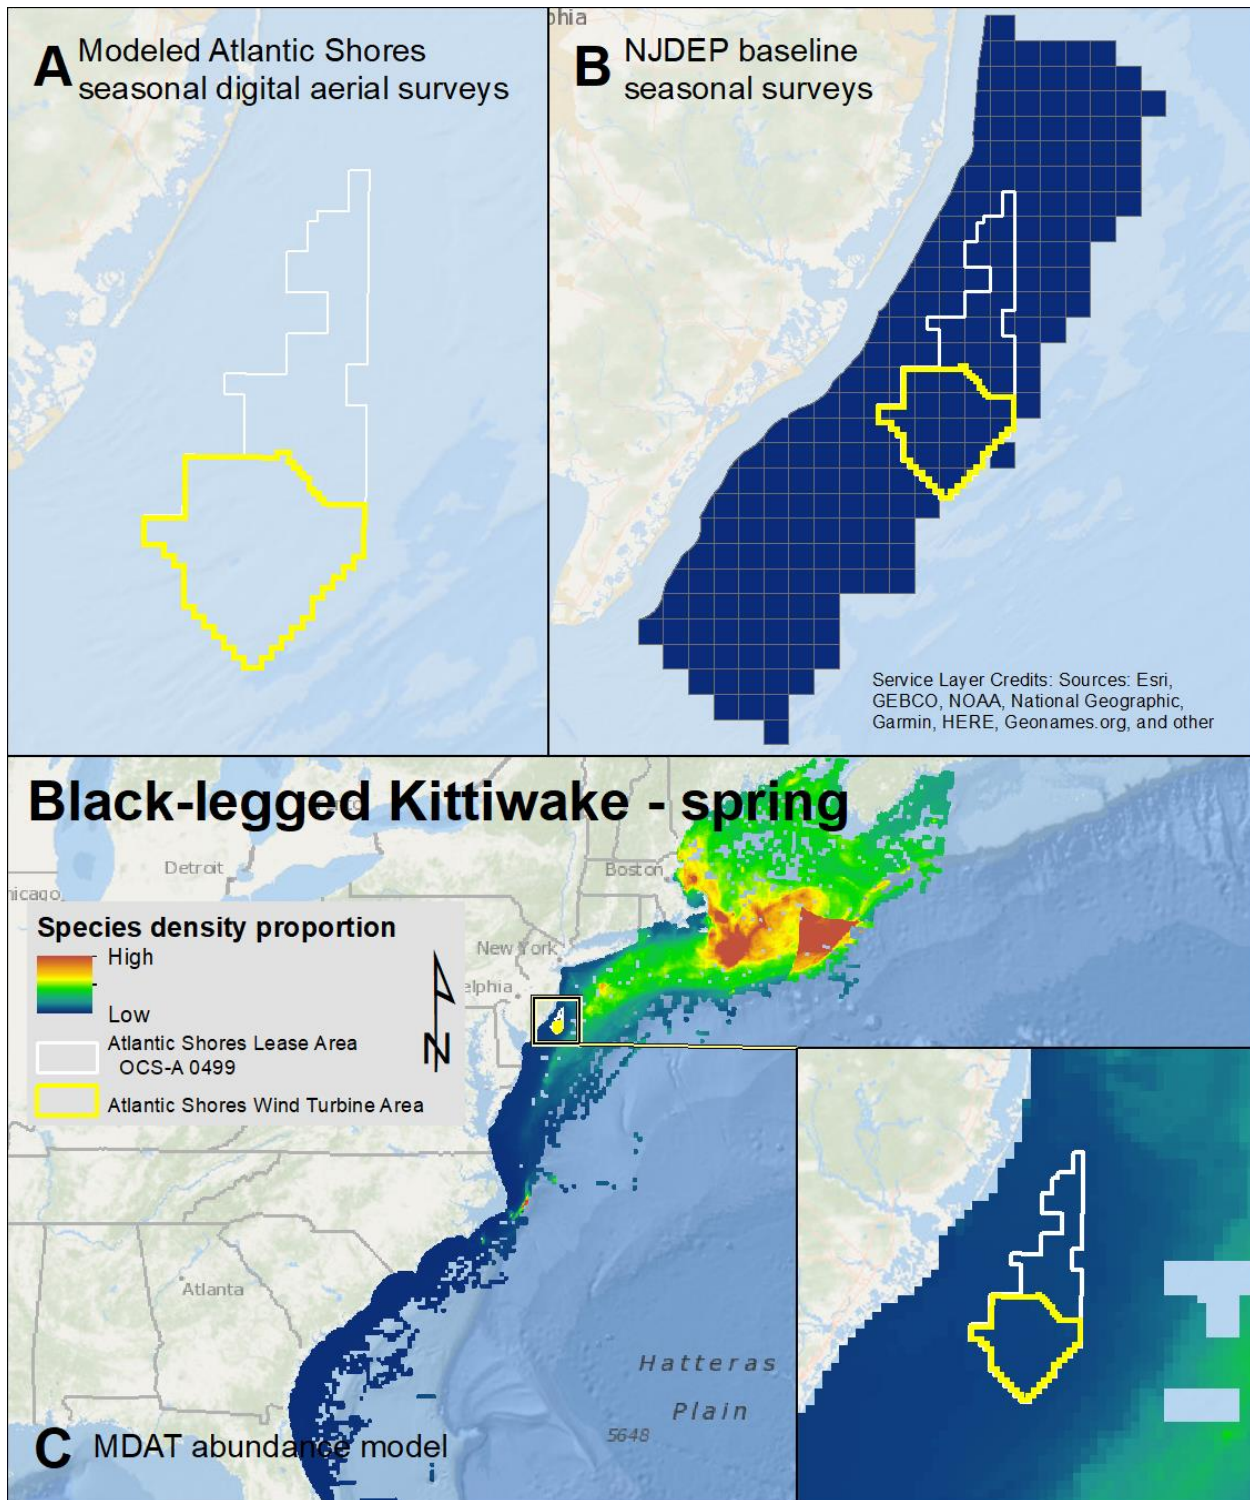 A Modeled Atlantic Shores
seasonal digital aerial surveys
phia
B NJDEP baseline
seasonal surveys
Service Layer Credits: Sources: Esri,
GEBCO, NOAA, National Geographic,
Garmin, HERE, Geonames.org, and other
Black-legged Kittiwake - spring
Detroit
Boston
hicago
Species density proportion
High
Low
Atlantic Shores Lease Area
OCS-A 0499
Atlantic Shores Wind Turbine Area
N
New York
elphia
Atlanta
Hatteras
Plain
5648
C MDAT abundance model